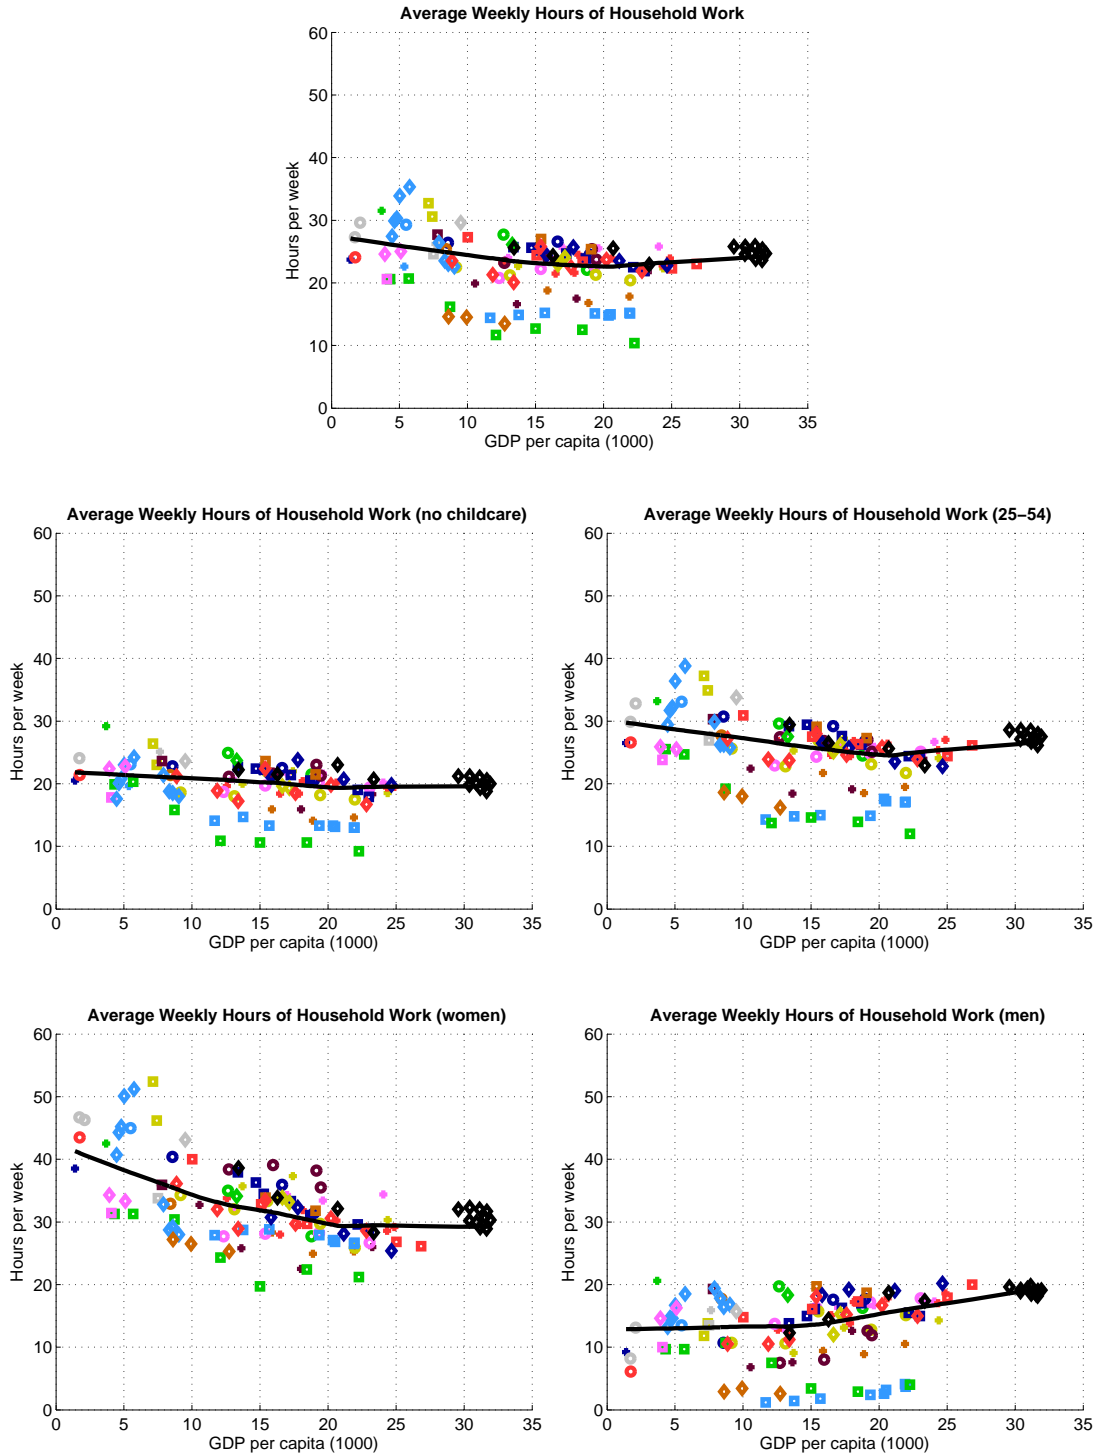 Average Weekly Hours of Household Work
60
50
40
30
20
10
0
Hours per week
0 5 10 15 20 25 30 35
GDP per capita (1000)
Average Weekly Hours of Household Work (no childcare)
60
50
40
30
20
10
0
Hours per week
0 5 10 15 20 25 30 35
GDP per capita (1000)
Average Weekly Hours of Household Work (25−54)
60
50
40
30
20
10
0
Hours per week
0 5 10 15 20 25 30 35
GDP per capita (1000)
Average Weekly Hours of Household Work (women)
60
50
40
30
20
10
0
Hours per week
0 5 10 15 20 25 30 35
GDP per capita (1000)
Average Weekly Hours of Household Work (men)
60
50
40
30
20
10
0
Hours per week
0 5 10 15 20 25 30 35
GDP per capita (1000)